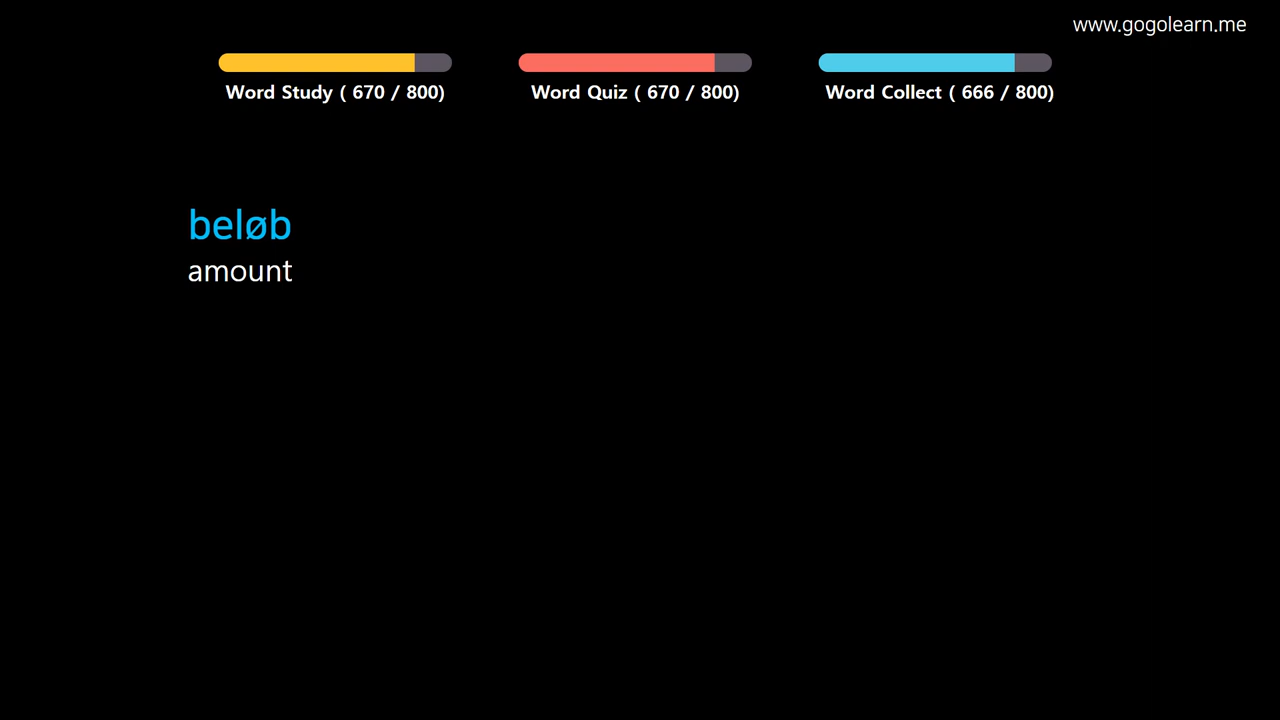 www.gogolearn.me
Word Study ( 670 / 800)
Word Quiz ( 670 / 800)
Word Collect ( 666 / 800)
beløb
amount